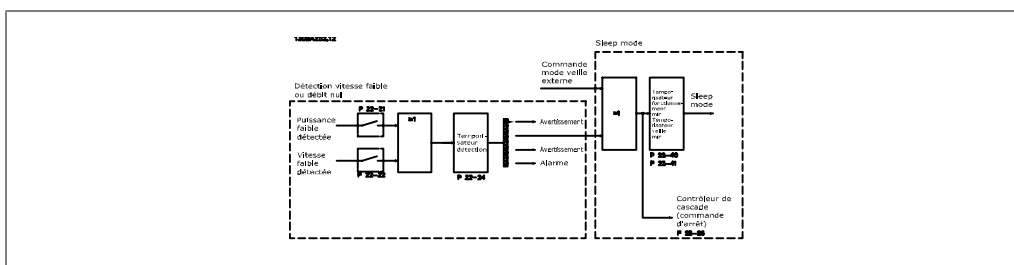 Sleep mode
Commande
mode veille
externe
Détection vitesse faible
ou débit nul
P 22-21
Puissance
faible
détectée
≥1
Tempori-
sateur
détection
Avertissement
Avertissement
Alarme
Vitesse
faible
détectée
P 22-22
P 22-24
≥1
Sleep
mode
P 22-40
P 22-41
Contrôleur de
cascade
(commande
d'arrêt)